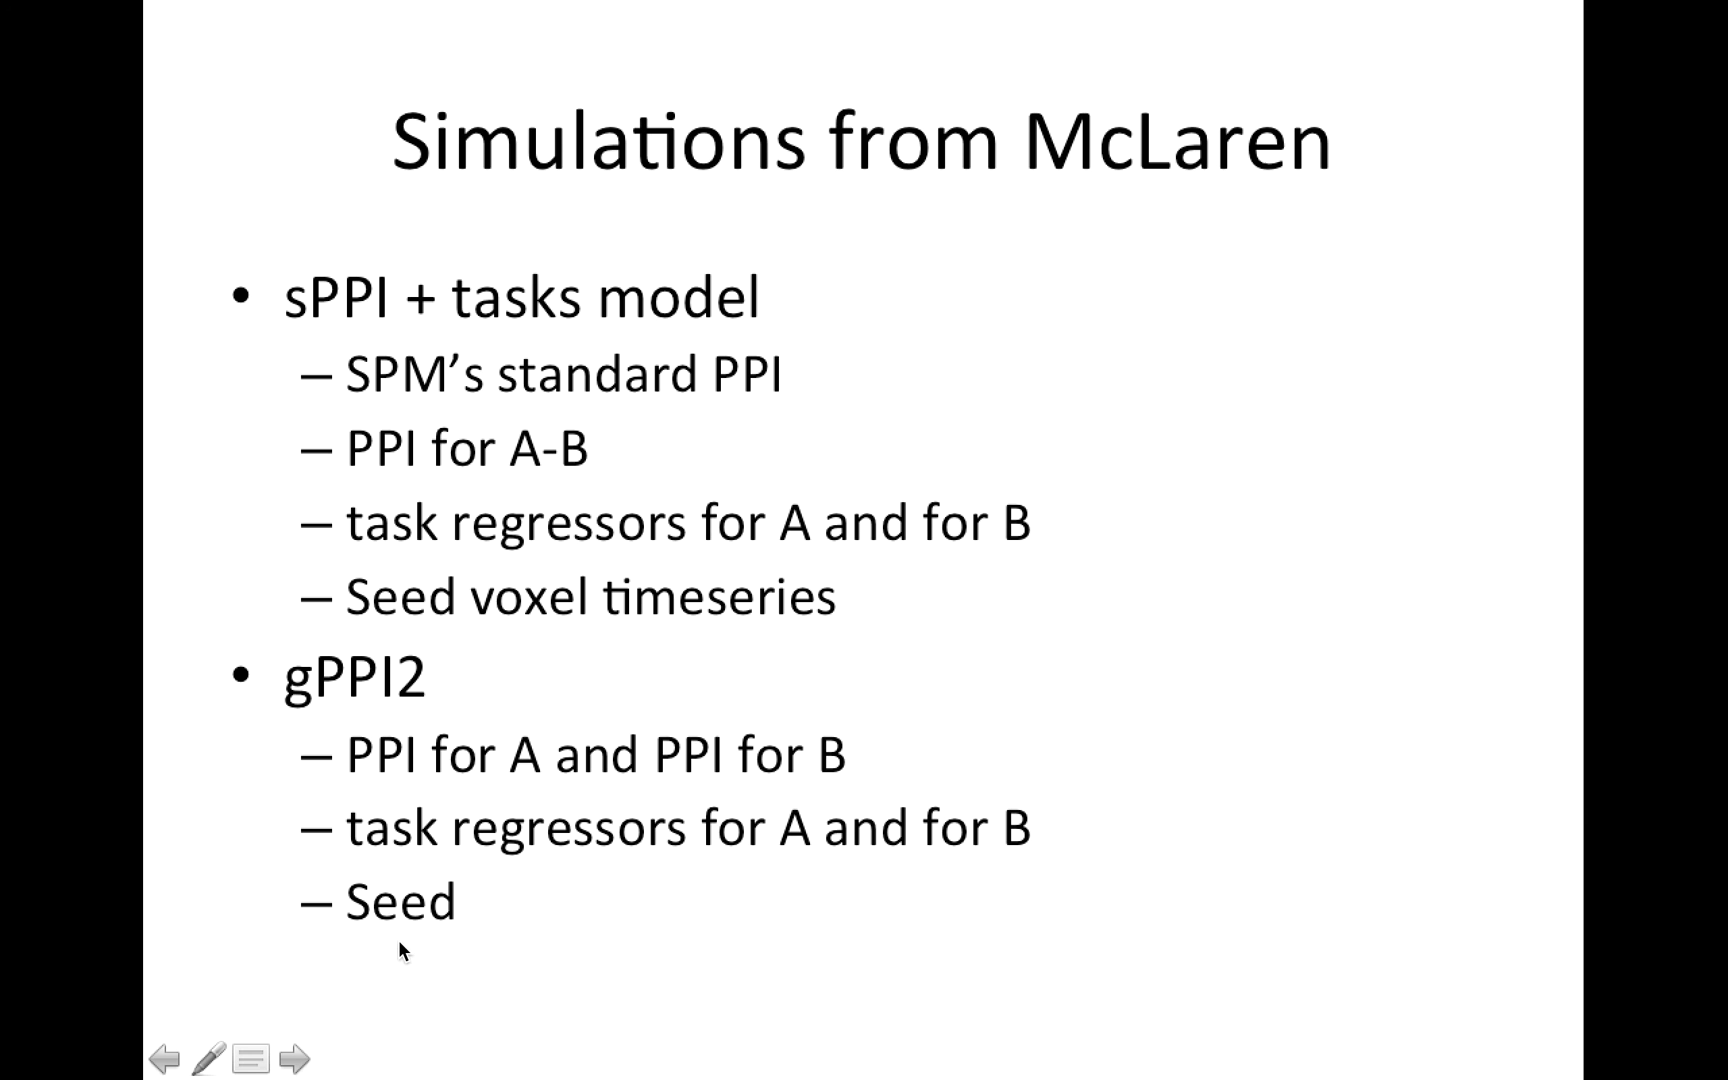 Simulations from McLaren
• sPPI + tasks model
– SPM’s standard PPI
– PPI for A-B
– task regressors for A and for B
– Seed voxel timeseries
• gPPI2
– PPI for A and PPI for B
– task regressors for A and for B
– Seed